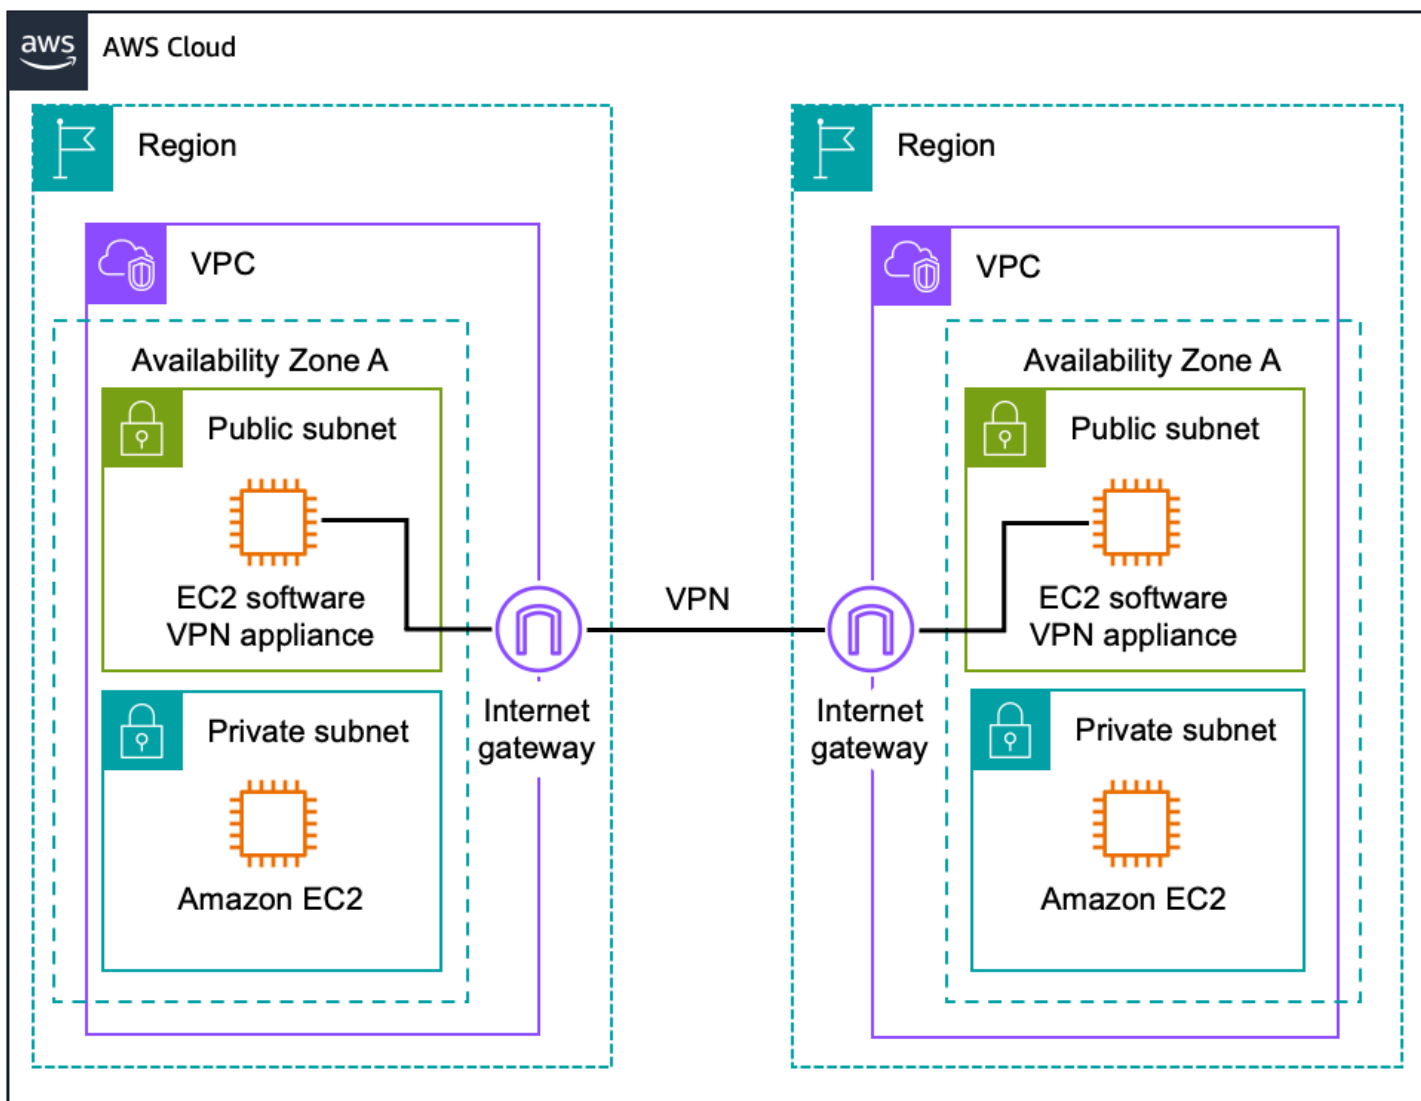 aws
AWS Cloud
Region
VPC
Availability Zone A
Public subnet
EC2 software
VPN appliance
Private subnet
Amazon EC2
Internet
gateway
VPN
Region
VPC
Availability Zone A
Public subnet
EC2 software
VPN appliance
Private subnet
Amazon EC2
Internet
gateway